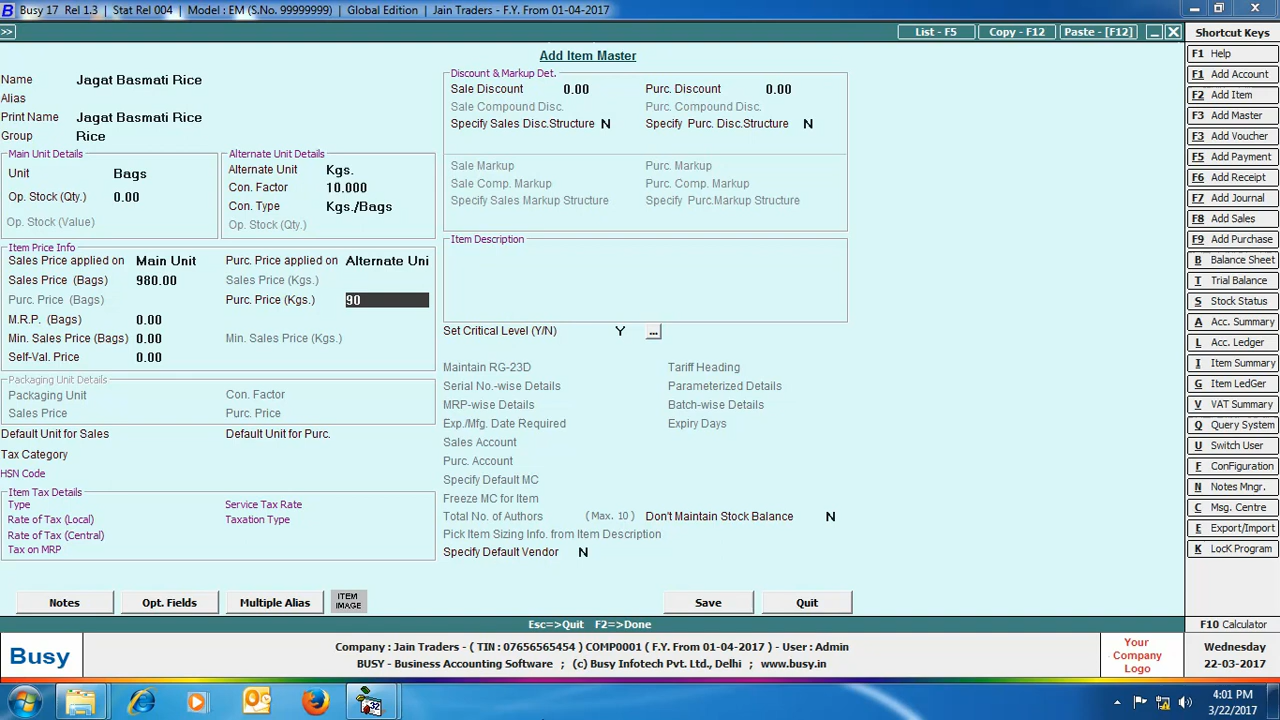 Busy 17 Rel 1.3 | Stat Rel 004 | Model : EM (S.No. 99999999) | Global Edition | Jain Traders - F.Y. From 01-04-2017
>> List - F5 Copy - F12 Paste - [F12]
Add Item Master
Name Jagat Basmati Rice
Alias
Print Name Jagat Basmati Rice
Group Rice
Main Unit Details
Unit Bags
Op. Stock (Qty.) 0.00
Op. Stock (Value)
Alternate Unit Details
Alternate Unit Kgs.
Con. Factor 10.000
Con. Type Kgs./Bags
Op. Stock (Qty.)
Item Price Info
Sales Price applied on Main Unit Purc. Price applied on Alternate Uni
Sales Price (Bags) 980.00 Sales Price (Kgs.)
Purc. Price (Bags) Purc. Price (Kgs.) 90
M.R.P. (Bags) 0.00
Min. Sales Price (Bags) 0.00 Min. Sales Price (Kgs.)
Self-Val. Price 0.00
Packaging Unit Details
Packaging Unit Con. Factor
Sales Price Purc. Price
Default Unit for Sales Default Unit for Purc.
Tax Category
HSN Code
Item Tax Details
Type Service Tax Rate
Rate of Tax (Local) Taxation Type
Rate of Tax (Central)
Tax on MRP
Discount & Markup Det.
Sale Discount 0.00 Purc. Discount 0.00
Sale Compound Disc. Purc. Compound Disc.
Specify Sales Disc.Structure N Specify Purc. Disc.Structure N
Sale Markup Purc. Markup
Sale Comp. Markup Purc. Comp. Markup
Specify Sales Markup Structure Specify Purc.Markup Structure
Item Description
Set Critical Level (Y/N) Y ...
Maintain RG-23D Tariff Heading
Serial No.-wise Details Parameterized Details
MRP-wise Details Batch-wise Details
Exp./Mfg. Date Required Expiry Days
Sales Account
Purc. Account
Specify Default MC
Freeze MC for Item
Total No. of Authors (Max. 10) Don't Maintain Stock Balance N
Pick Item Sizing Info. from Item Description
Specify Default Vendor N
Notes Opt. Fields Multiple Alias ITEM IMAGE Save Quit
Esc=>Quit F2=>Done
Shortcut Keys
F1 Help
F1 Add Account
F2 Add Item
F3 Add Master
F3 Add Voucher
F5 Add Payment
F6 Add Receipt
F7 Add Journal
F8 Add Sales
F9 Add Purchase
B Balance Sheet
T Trial Balance
S Stock Status
A Acc. Summary
L Acc. Ledger
I Item Summary
G Item LedGer
V VAT Summary
Q Query System
U Switch User
F ConFiguration
N Notes Mngr.
C Msg. Centre
E Export/Import
K LocK Program
F10 Calculator
Busy
Company : Jain Traders - ( TIN : 07656565454 ) COMP0001 ( F.Y. From 01-04-2017 ) - User : Admin
BUSY - Business Accounting Software ; (c) Busy Infotech Pvt. Ltd., Delhi ; www.busy.in
Your
Company
Logo
Wednesday
22-03-2017
32
4:01 PM
3/22/2017